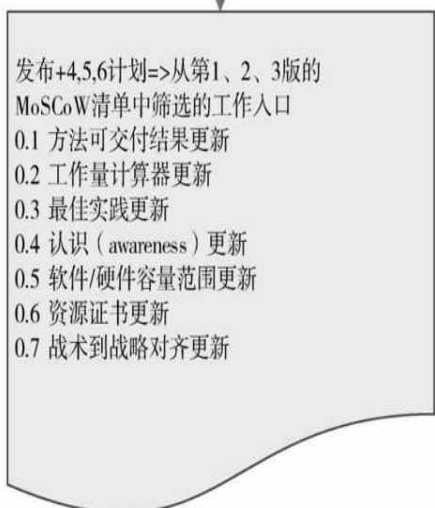 发布+4,5,6计划=>从第1、2、3版的
MoSCoW清单中筛选的工作入口
0.1 方法可交付结果更新
0.2 工作量计算器更新
0.3 最佳实践更新
0.4 认识（awareness）更新
0.5 软件/硬件容量范围更新
0.6 资源证书更新
0.7 战术到战略对齐更新